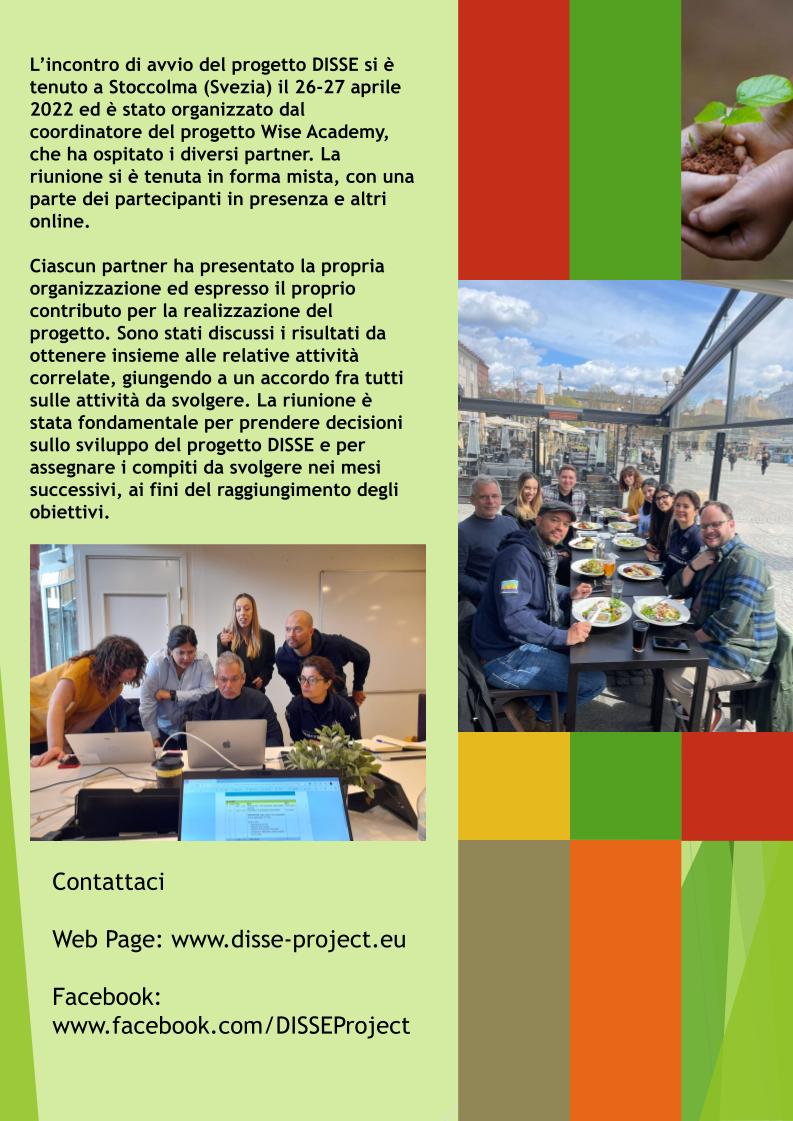 L’incontro di avvio del progetto DISSE si è
tenuto a Stoccolma (Svezia) il 26-27 aprile
2022 ed è stato organizzato dal
coordinatore del progetto Wise Academy,
che ha ospitato i diversi partner. La
riunione si è tenuta in forma mista, con una
parte dei partecipanti in presenza e altri
online.
Ciascun partner ha presentato la propria
organizzazione ed espresso il proprio
contributo per la realizzazione del
progetto. Sono stati discussi i risultati da
ottenere insieme alle relative attività
correlate, giungendo a un accordo fra tutti
sulle attività da svolgere. La riunione è
stata fondamentale per prendere decisioni
sullo sviluppo del progetto DISSE e per
assegnare i compiti da svolgere nei mesi
successivi, ai fini del raggiungimento degli
obiettivi.
Contattaci
Web Page: www.disse-project.eu
Facebook:
www.facebook.com/DISSEProject